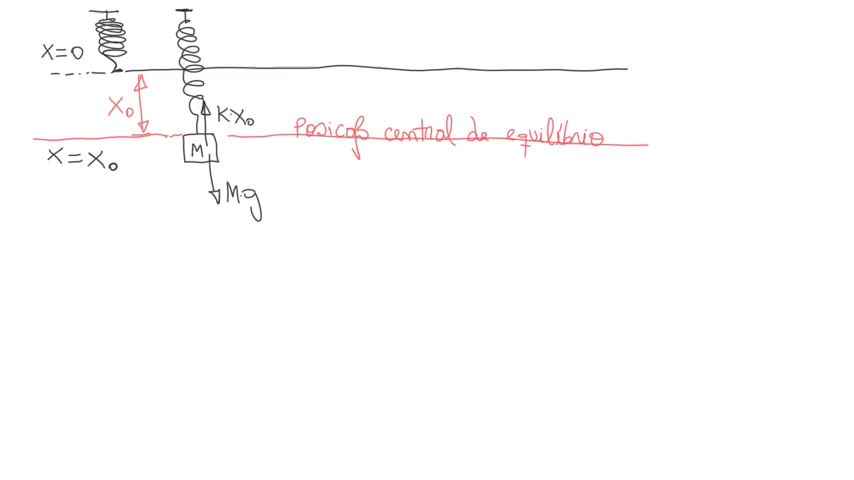 X=0
X₀
K·X₀
Posição central de equilíbrio
M
X=X₀
M·g